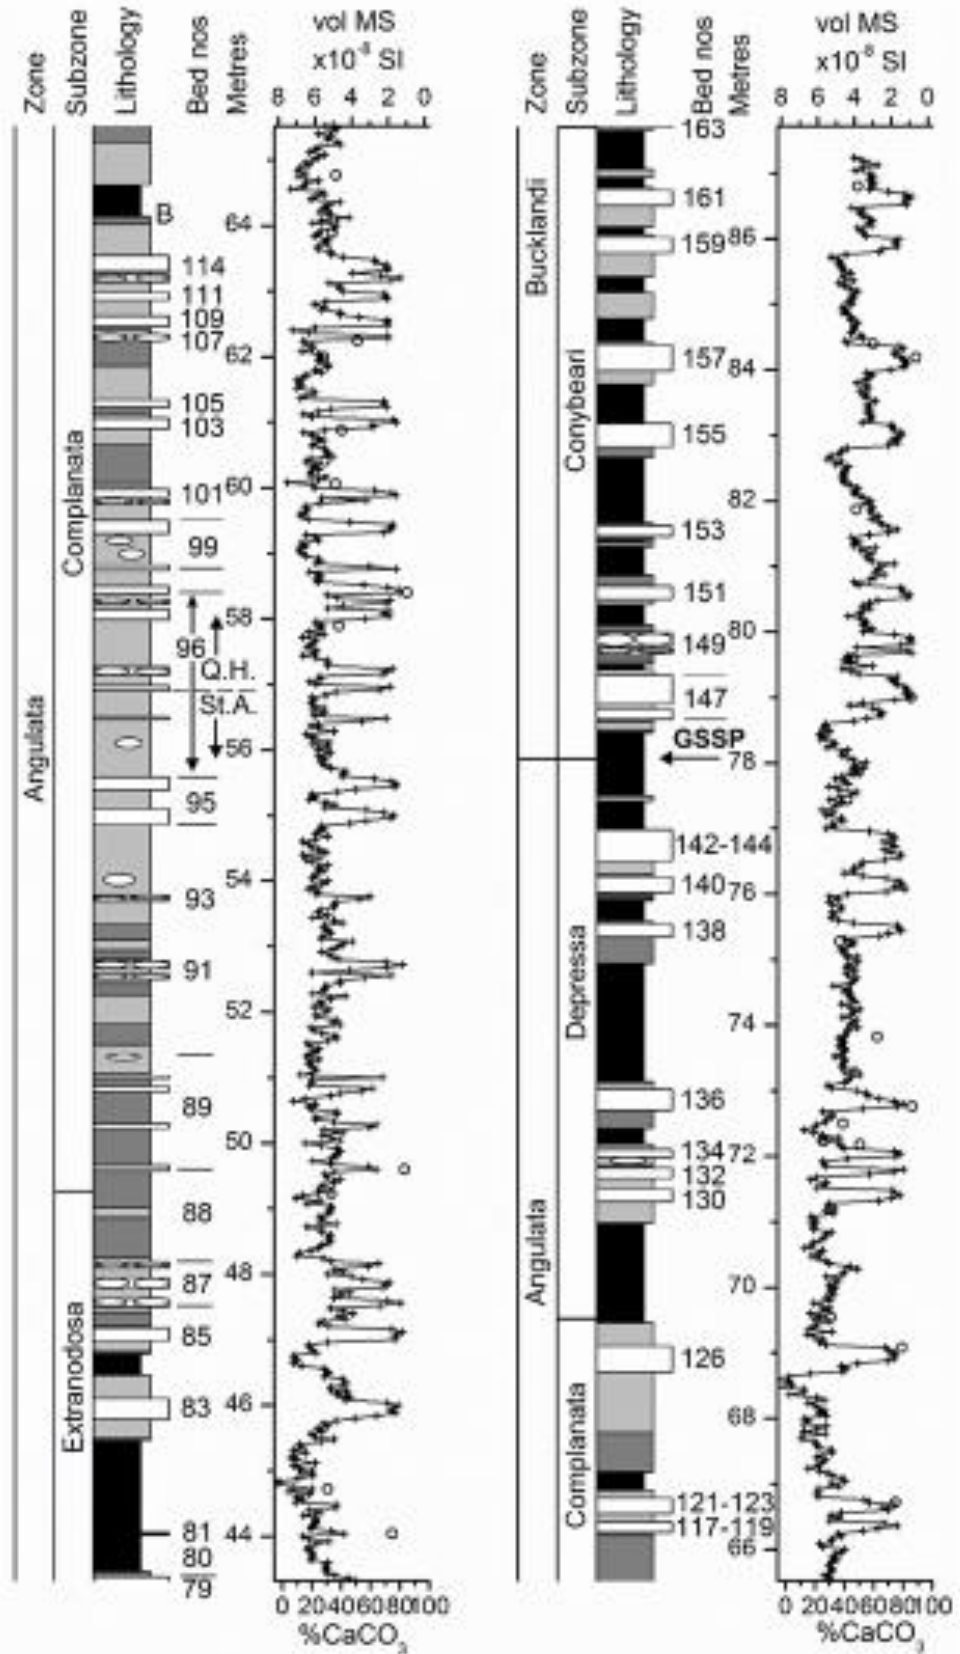 Zone
Subzone
Lithology
Bed nos
Metres
vol MS
x10⁻⁸ SI
8 6 4 2 0
Angulata
Complanata
Extranodosa
B
114
111
109
107
105
103
101
99
96
Q.H.
St.A.
95
93
91
89
88
87
85
83
81
80
79
64
62
60
58
56
54
52
50
48
46
44
0 20 40 60 80 100
%CaCO₃
Zone
Subzone
Lithology
Bed nos
Metres
vol MS
x10⁻⁸ SI
8 6 4 2 0
Bucklandi
Angulata
Conybeari
Depressa
Complanata
163
161
159
157
155
153
151
149
147
GSSP
142-144
140
138
136
134
132
130
126
121-123
117-119
86
84
82
80
78
76
74
72
70
68
66
0 20 40 60 80 100
%CaCO₃